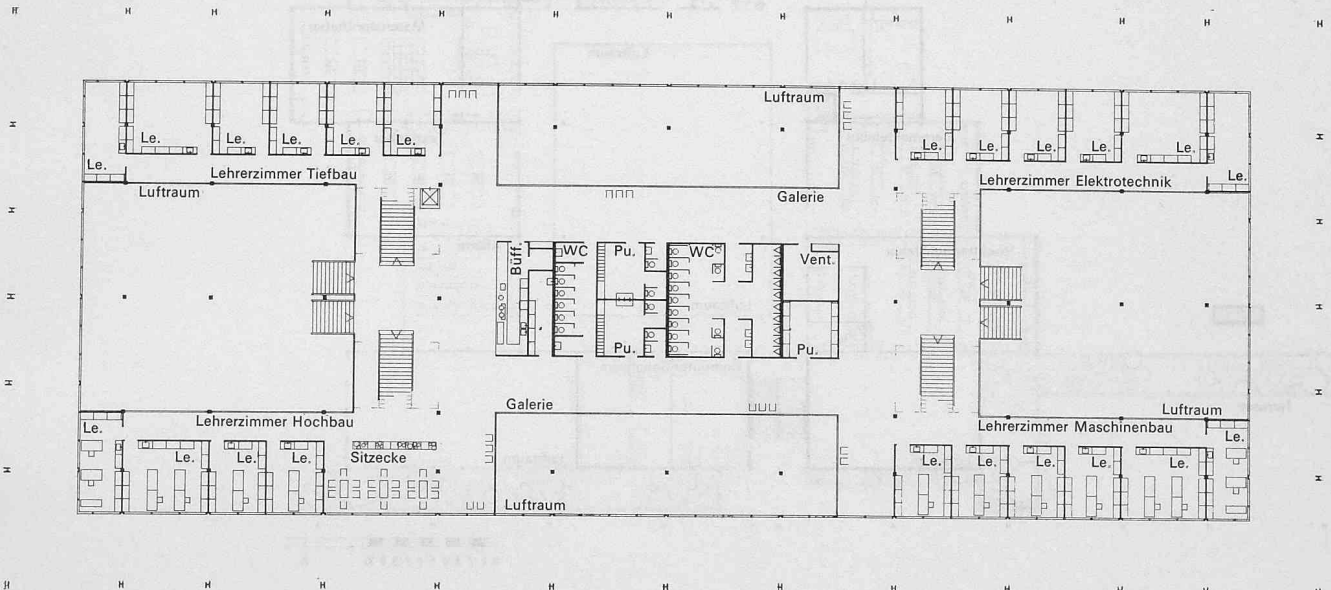 Luftraum
Le.
Le.
Le.
Le.
Le.
Le.
Le.
Le.
Le.
Le.
Le.
Le.
Lehrerzimmer Tiefbau
Lehrerzimmer Elektrotechnik
Luftraum
Galerie
Büff.
WC
Pu.
WC
Vent.
Pu.
Pu.
Galerie
Luftraum
Lehrerzimmer Hochbau
Lehrerzimmer Maschinenbau
Le.
Le.
Le.
Le.
Le.
Le.
Le.
Le.
Le.
Le.
Sitzecke
Luftraum